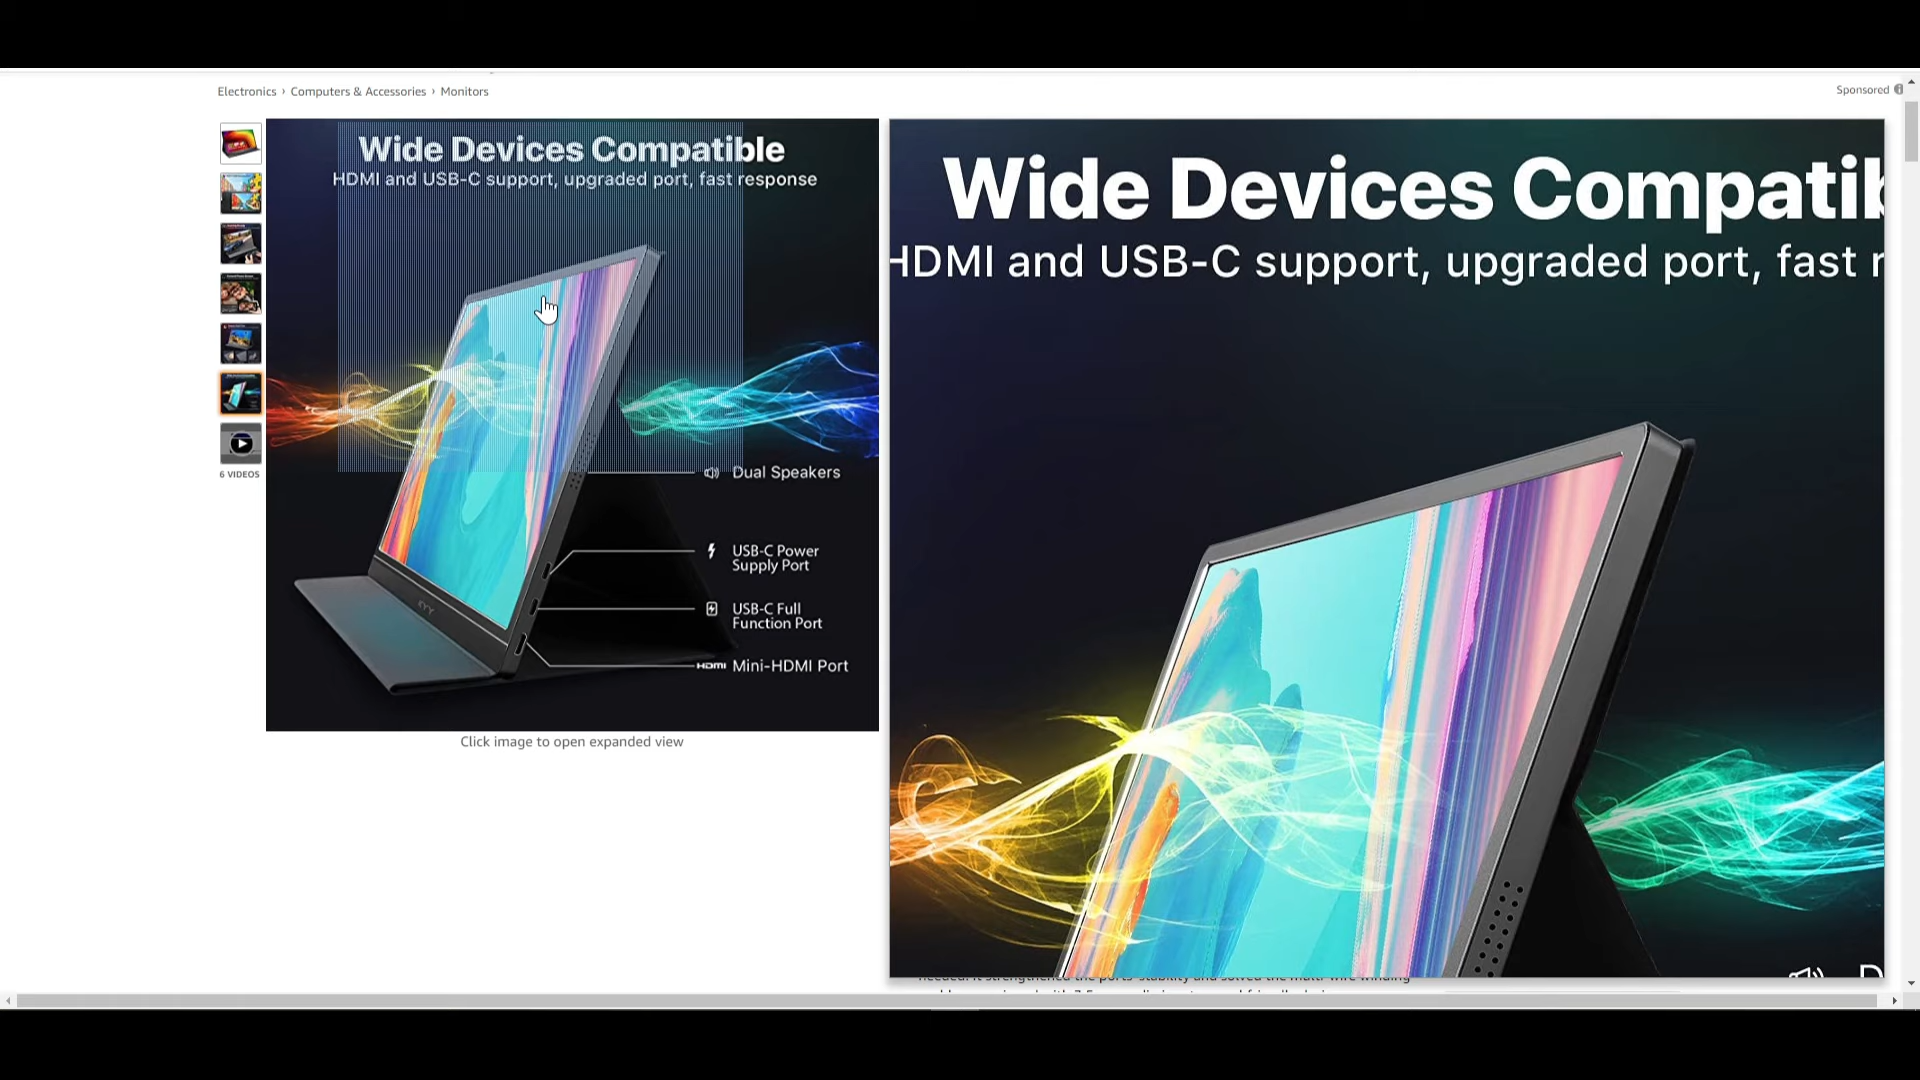 Electronics › Computers & Accessories › Monitors
Sponsored
Wide Devices Compatible
HDMI and USB-C support, upgraded port, fast response
Dual Speakers
USB-C Power
Supply Port
USB-C Full
Function Port
HDMI Mini-HDMI Port
KYY
6 VIDEOS
Click image to open expanded view
Wide Devices Compatib
HDMI and USB-C support, upgraded port, fast r
D